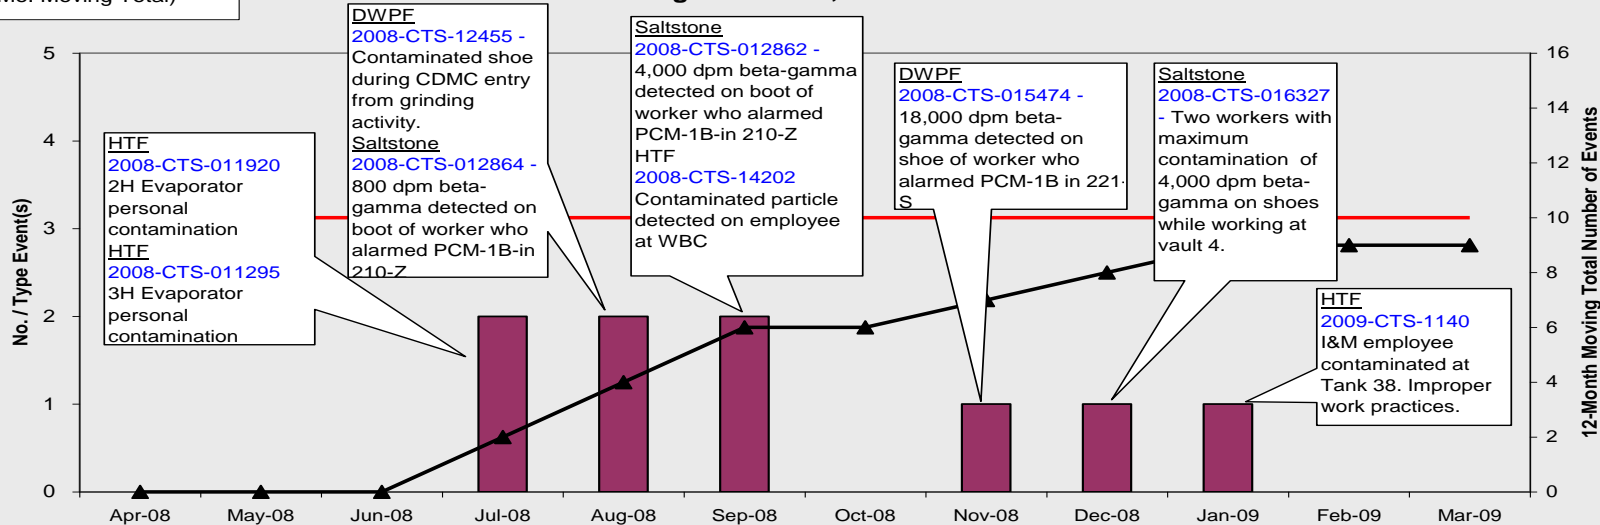 DWPF
2008-CTS-12455 -
Contaminated shoe
during CDMC entry
from grinding
activity.
Saltstone
2008-CTS-012864 -
800 dpm beta-
gamma detected on
boot of worker who
alarmed PCM-1B-in
210-Z
Saltstone
2008-CTS-012862 -
4,000 dpm beta-gamma
detected on boot of
worker who alarmed
PCM-1B-in 210-Z
HTF
2008-CTS-14202
Contaminated particle
detected on employee
at WBC
DWPF
2008-CTS-015474 -
18,000 dpm beta-
gamma detected on
shoe of worker who
alarmed PCM-1B in 221-
S
Saltstone
2008-CTS-016327
- Two workers with
maximum
contamination of
4,000 dpm beta-
gamma on shoes
while working at
vault 4.
HTF
2008-CTS-011920
2H Evaporator
personal
contamination
HTF
2008-CTS-011295
3H Evaporator
personal
contamination
HTF
2009-CTS-1140
I&M employee
contaminated at
Tank 38. Improper
work practices.
No. / Type Event(s)
5
4
3
2
1
0
12-Month Moving Total Number of Events
16
14
12
10
8
6
4
2
0
Apr-08 May-08 Jun-08 Jul-08 Aug-08 Sep-08 Oct-08 Nov-08 Dec-08 Jan-09 Feb-09 Mar-09